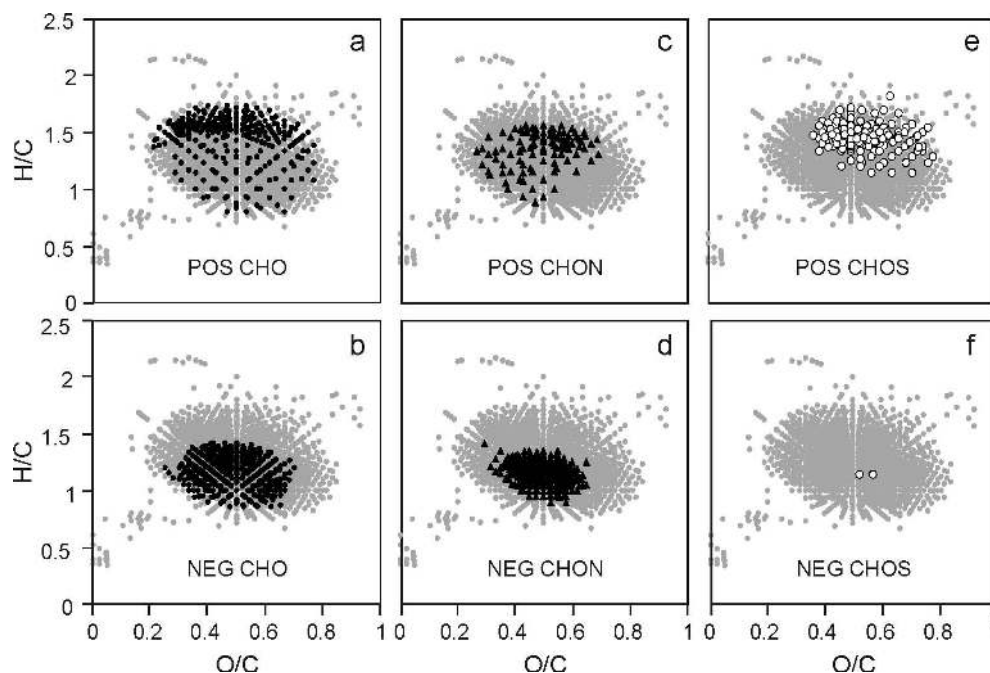 2.5
a
c
e
2
1.5
H/C
1
0.5
POS CHO
POS CHON
POS CHOS
0
2.5
b
d
f
2
1.5
H/C
1
0.5
NEG CHO
NEG CHON
NEG CHOS
0
0 0.2 0.4 0.6 0.8 1 0 0.2 0.4 0.6 0.8 1 0 0.2 0.4 0.6 0.8
O/C O/C O/C